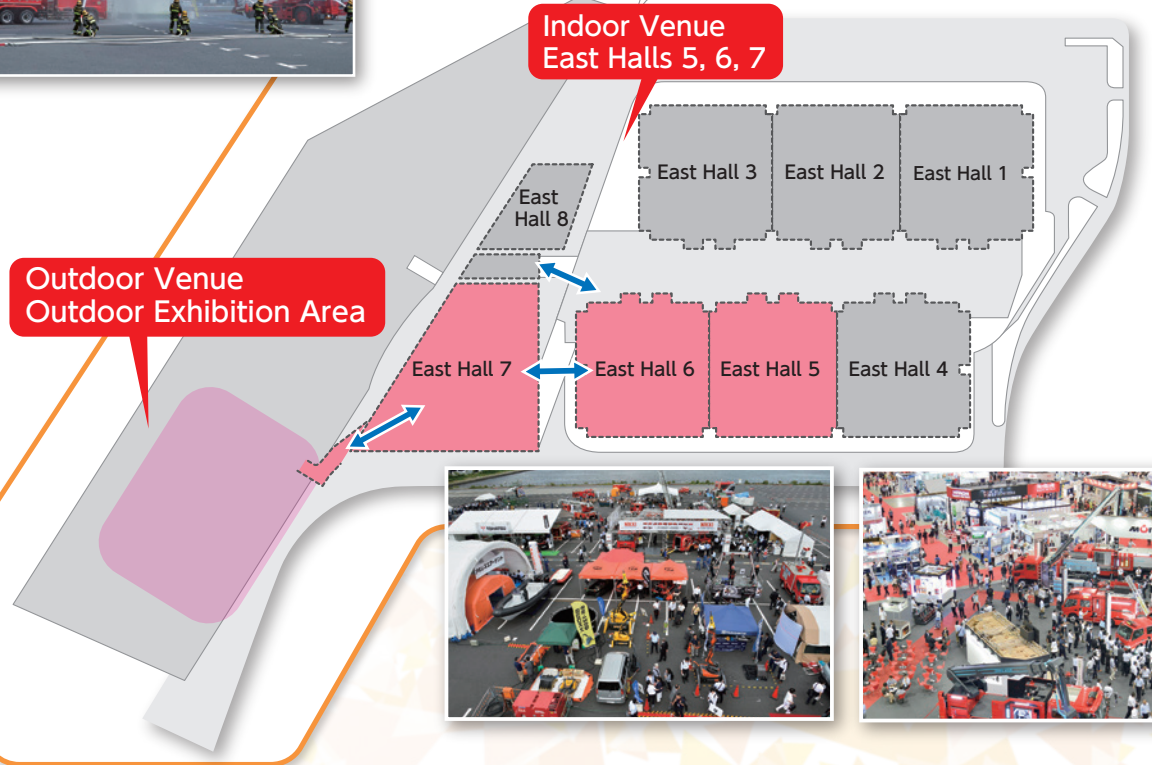 Indoor Venue
East Halls 5, 6, 7
East Hall 3
East Hall 2
East Hall 1
East
Hall 8
Outdoor Venue
Outdoor Exhibition Area
East Hall 7
East Hall 6
East Hall 5
East Hall 4